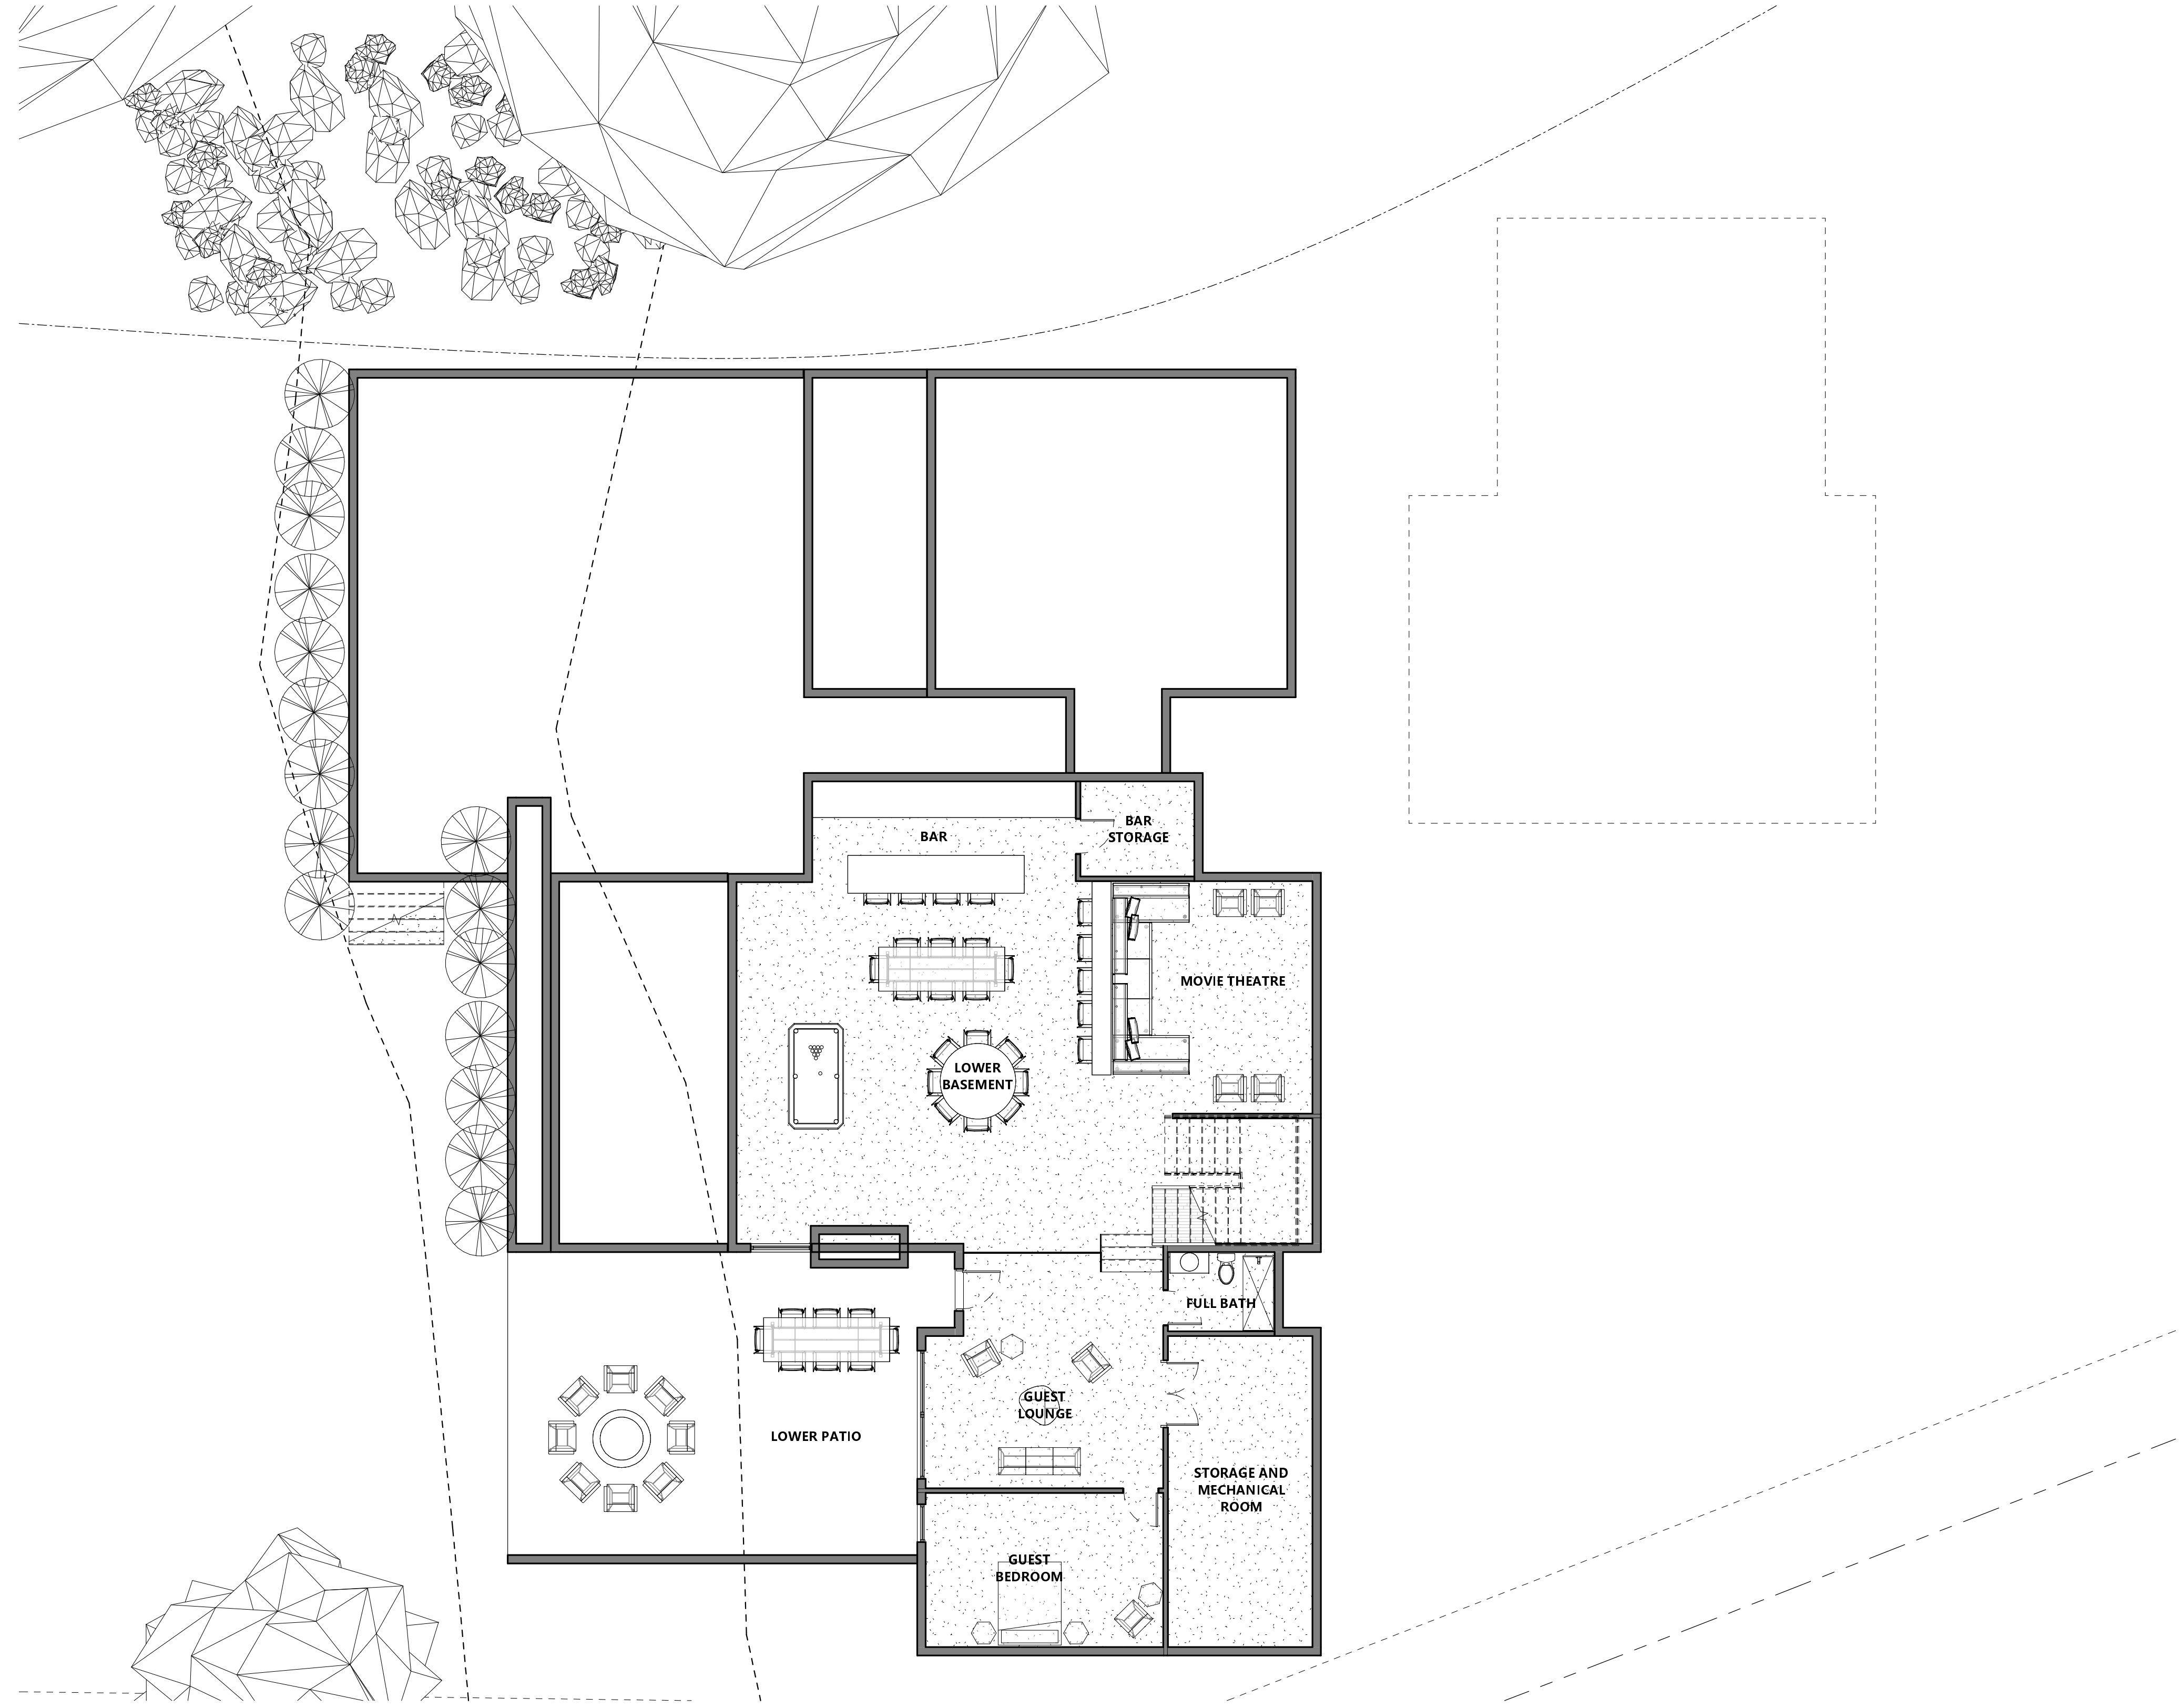 BAR
BAR
STORAGE
MOVIE THEATRE
LOWER
BASEMENT
FULL BATH
GUEST
LOUNGE
LOWER PATIO
STORAGE AND
MECHANICAL
ROOM
GUEST
BEDROOM